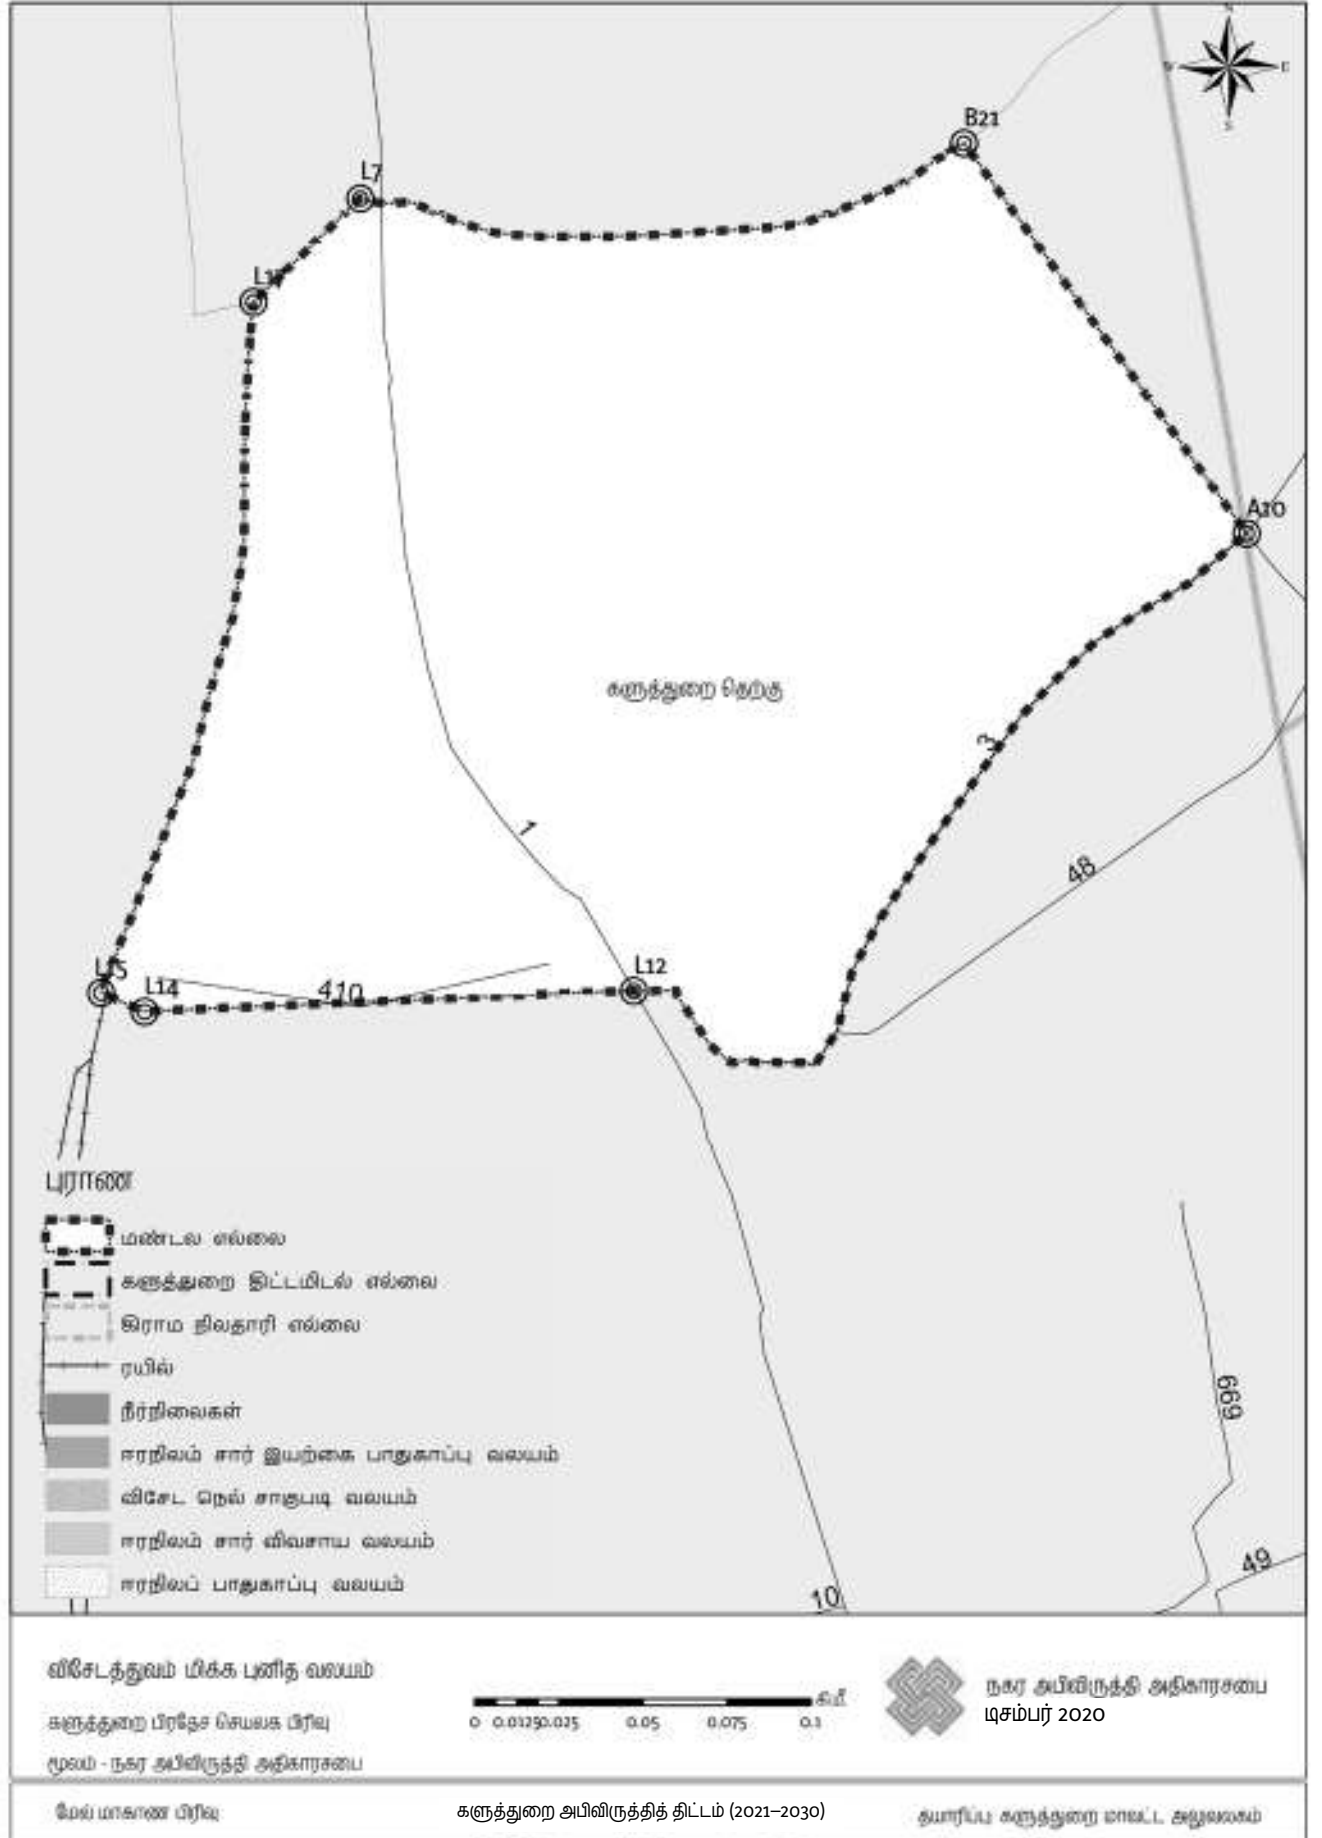 N
W E
S
B21
L7
A10
களுத்துறை தெற்கு
3
1
48
L15
L14
410
L12
புராண
மண்டல எல்லை
களுத்துறை திட்டமிடல் எல்லை
கிராம நிலதாரி எல்லை
ரயில்
நீர்நிலைகள்
ஈரநிலம் சார் இயற்கை பாதுகாப்பு வலயம்
விசேட நெல் சாகுபடி வலயம்
ஈரநிலம் சார் விவசாய வலயம்
ஈரநிலப் பாதுகாப்பு வலயம்
699
49
10
விசேடத்துவம் மிக்க புனித வலயம்
களுத்துறை பிரதேச செயலக பிரிவு
மூலம் - நகர அபிவிருத்தி அதிகாரசபை
கி.மீ
0 0.01250.025 0.05 0.075 0.1
நகர அபிவிருத்தி அதிகாரசபை
டிசம்பர் 2020
மேல் மாகாண பிரிவு
களுத்துறை அபிவிருத்தித் திட்டம் (2021–2030)
தயாரிப்பு களுத்துறை மாவட்ட அலுவலகம்